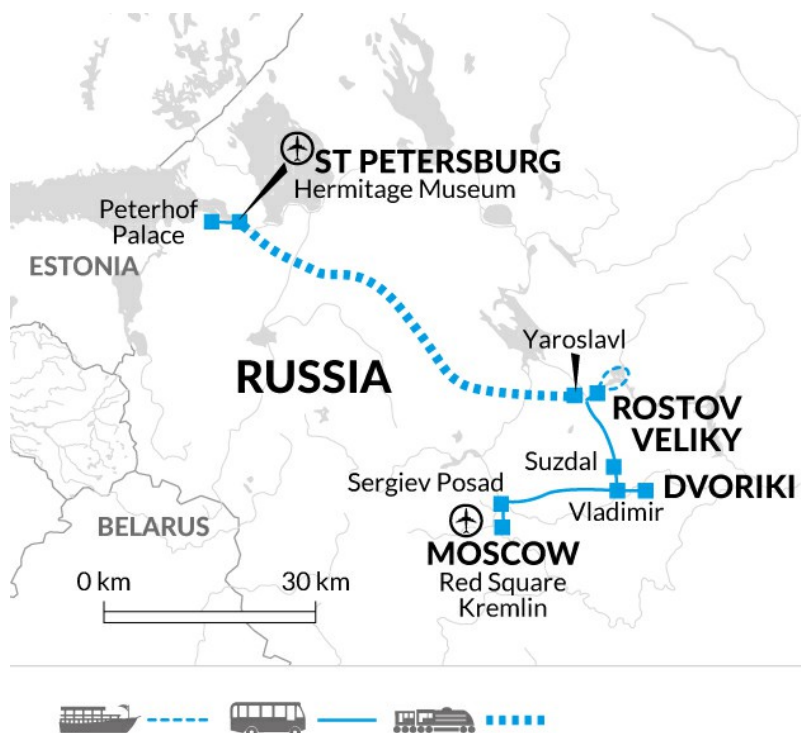 ST PETERSBURG
Hermitage Museum
Peterhof
Palace
ESTONIA
Yaroslavl
RUSSIA
ROSTOV
VELIKY
Suzdal
Sergiev Posad
DVORIKI
Vladimir
BELARUS
MOSCOW
Red Square
Kremlin
0 km
30 km